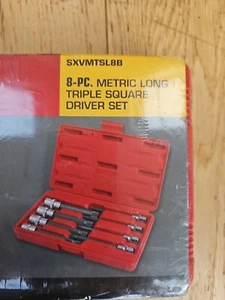 SXVMTSL8B
8-PC. METRIC LONG
TRIPLE SQUARE
DRIVER SET